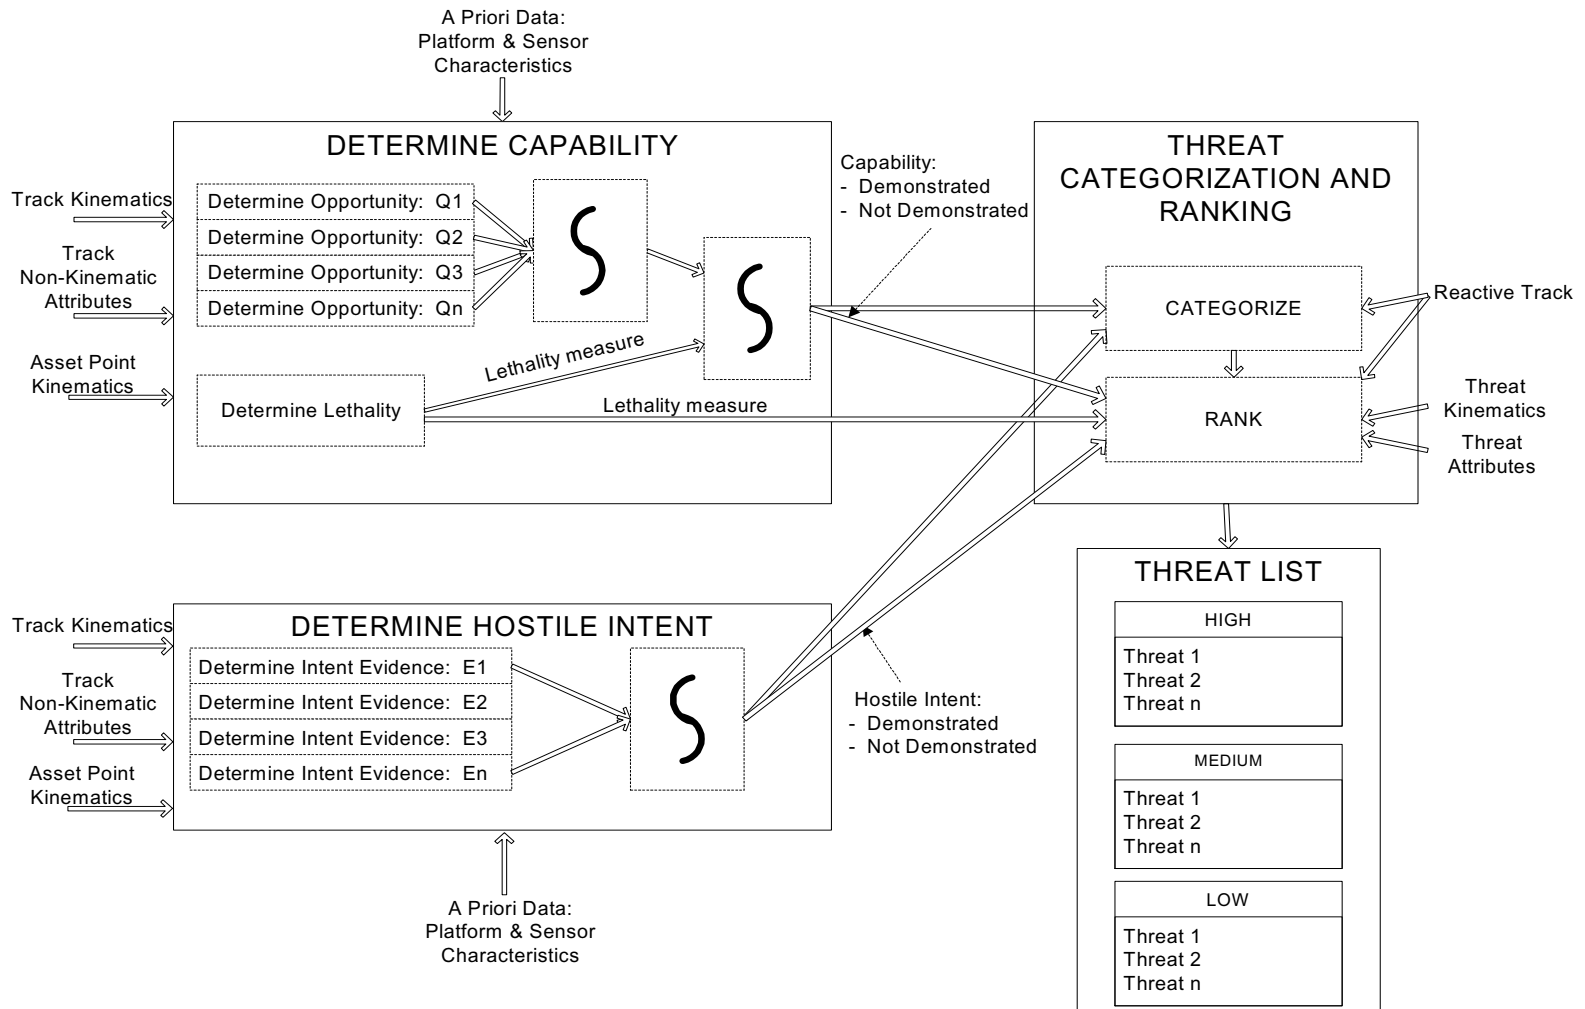 A Priori Data:
Platform & Sensor
Characteristics
DETERMINE CAPABILITY
Track Kinematics
Track
Non-Kinematic
Attributes
Asset Point
Kinematics
Determine Opportunity: Q1
Determine Opportunity: Q2
Determine Opportunity: Q3
Determine Opportunity: Qn
Determine Lethality
Lethality measure
Lethality measure
Capability:
- Demonstrated
- Not Demonstrated
THREAT
CATEGORIZATION AND
RANKING
CATEGORIZE
RANK
Reactive Track
Threat
Kinematics
Threat
Attributes
DETERMINE HOSTILE INTENT
Track Kinematics
Track
Non-Kinematic
Attributes
Asset Point
Kinematics
Determine Intent Evidence: E1
Determine Intent Evidence: E2
Determine Intent Evidence: E3
Determine Intent Evidence: En
Hostile Intent:
- Demonstrated
- Not Demonstrated
A Priori Data:
Platform & Sensor
Characteristics
THREAT LIST
HIGH
Threat 1
Threat 2
Threat n
MEDIUM
Threat 1
Threat 2
Threat n
LOW
Threat 1
Threat 2
Threat n